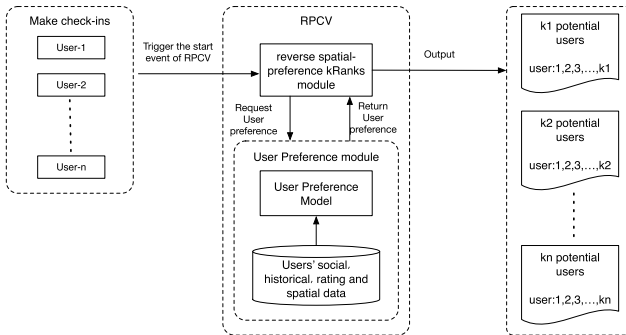 Make check-ins
User-1
User-2
User-n
Trigger the start
event of RPCV
RPCV
reverse spatial-
preference kRanks
module
Request
User
preference
Return
User
preference
User Preference module
User Preference
Model
Users' social,
historical, rating and
spatial data
Output
k1 potential
users
user:1,2,3,...,k1
k2 potential
users
user:1,2,3,...,k2
kn potential
users
user:1,2,3,...,kn